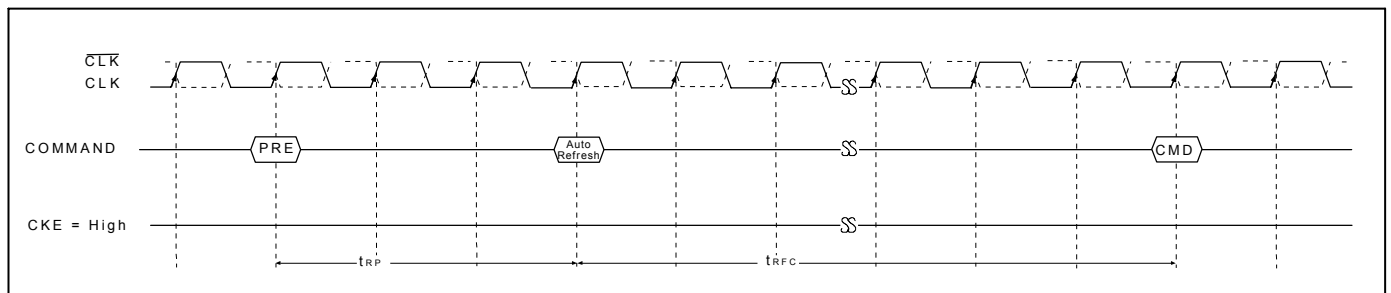 CLK
CLK
COMMAND
PRE
Auto
Refresh
CMD
CKE = High
tRP
tRFC